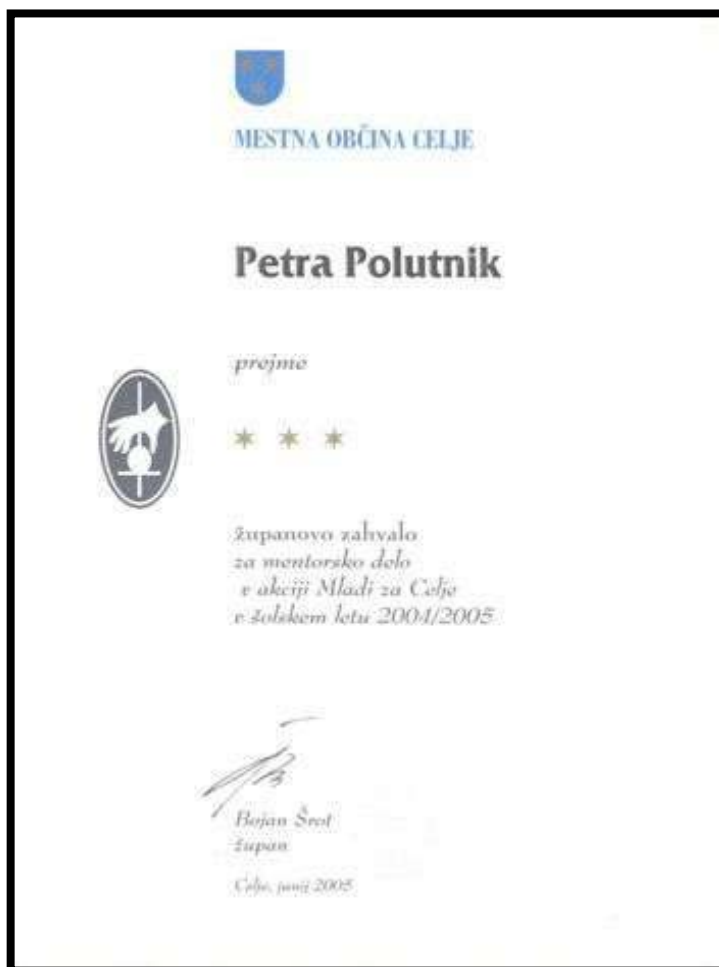 MESTNA OBČINA CELJE
Petra Polutnik
prejme
* * *
županovo zahvalo
za mentorsko delo
v akciji Mladi za Celje
v šolskem letu 2004/2005
Bojan Šrot
župan
Celje, junij 2005